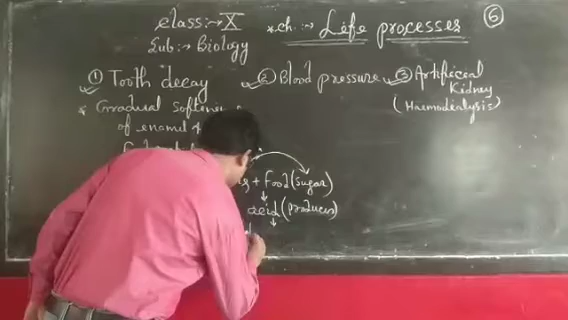 class:- X *ch. :- Life processes 6
Sub:- Biology
① Tooth decay ② Blood pressure ③ Artificial
Kidney
* Gradual Softening (Haemodialysis)
of enamel
+ Food (Sugar)
↓
acid (produces)
↓